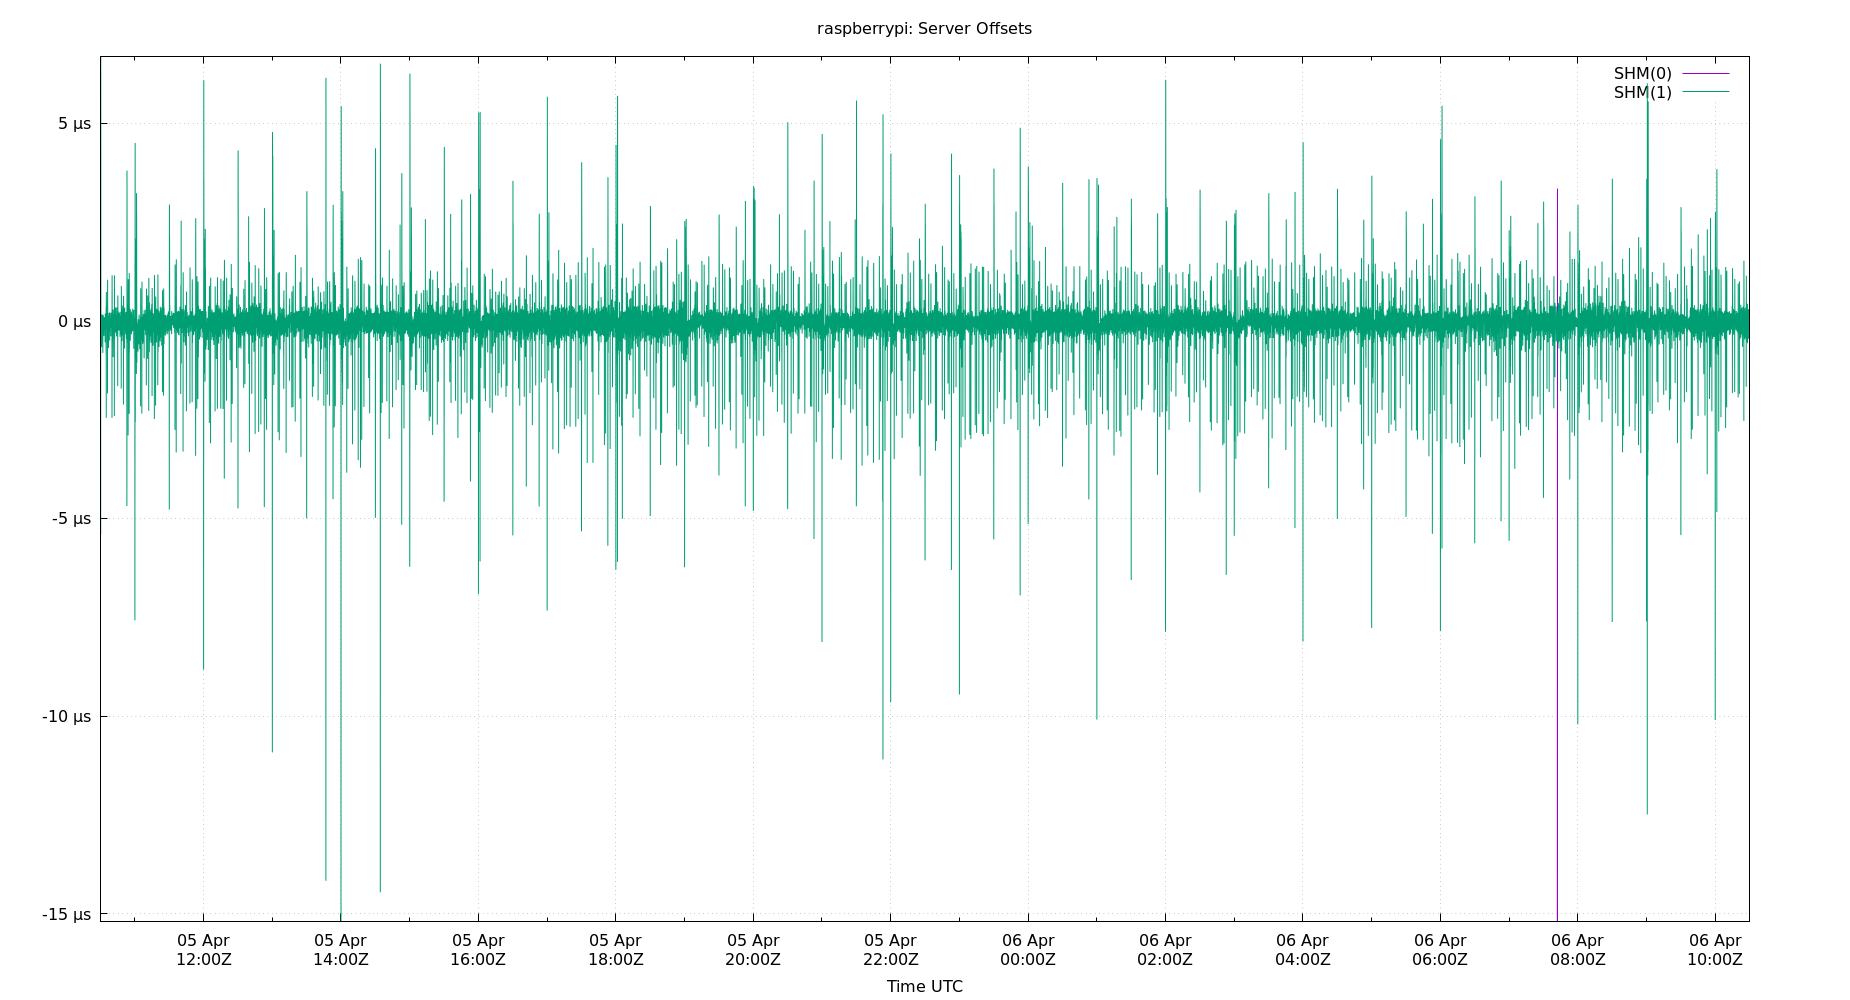 raspberrypi: Server Offsets
SHM(0)
SHM(1)
5 µs
0 µs
-5 µs
-10 µs
-15 µs
05 Apr 05 Apr 05 Apr 05 Apr 05 Apr 05 Apr 06 Apr 06 Apr 06 Apr 06 Apr 06 Apr 06 Apr
12:00Z 14:00Z 16:00Z 18:00Z 20:00Z 22:00Z 00:00Z 02:00Z 04:00Z 06:00Z 08:00Z 10:00Z
Time UTC